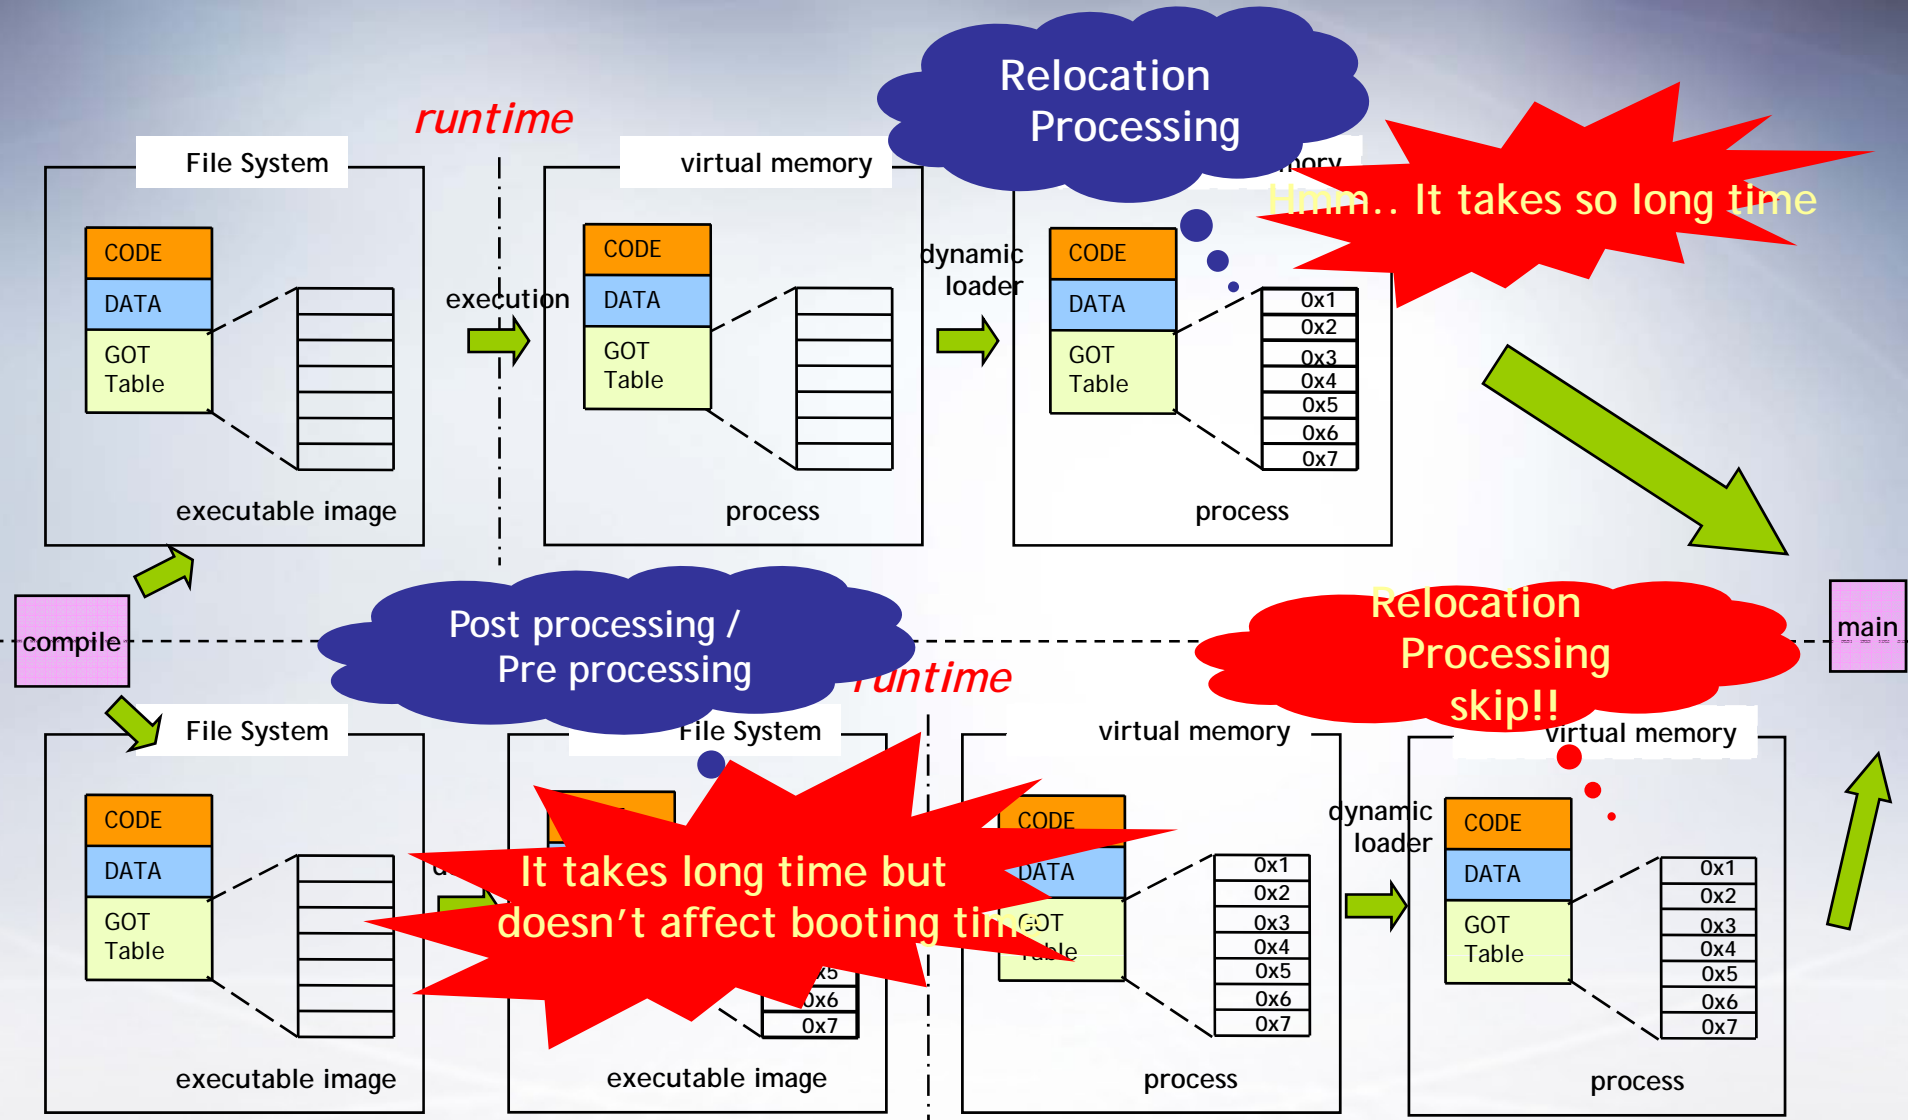 Relocation
Processing
runtime
File System
virtual memory
Hmm.. It takes so long time
CODE
DATA
GOT
Table
executable image
execution
CODE
DATA
GOT
Table
process
dynamic
loader
CODE
DATA
GOT
Table
0x1
0x2
0x3
0x4
0x5
0x6
0x7
process
compile
Post processing /
Pre processing
Relocation
Processing
skip!!
main
runtime
File System
File System
virtual memory
virtual memory
CODE
DATA
GOT
Table
executable image
It takes long time but
doesn't affect booting time
0x6
0x7
executable image
CODE
DATA
GOT
Table
0x1
0x2
0x3
0x4
0x5
0x6
0x7
process
dynamic
loader
CODE
DATA
GOT
Table
0x1
0x2
0x3
0x4
0x5
0x6
0x7
process